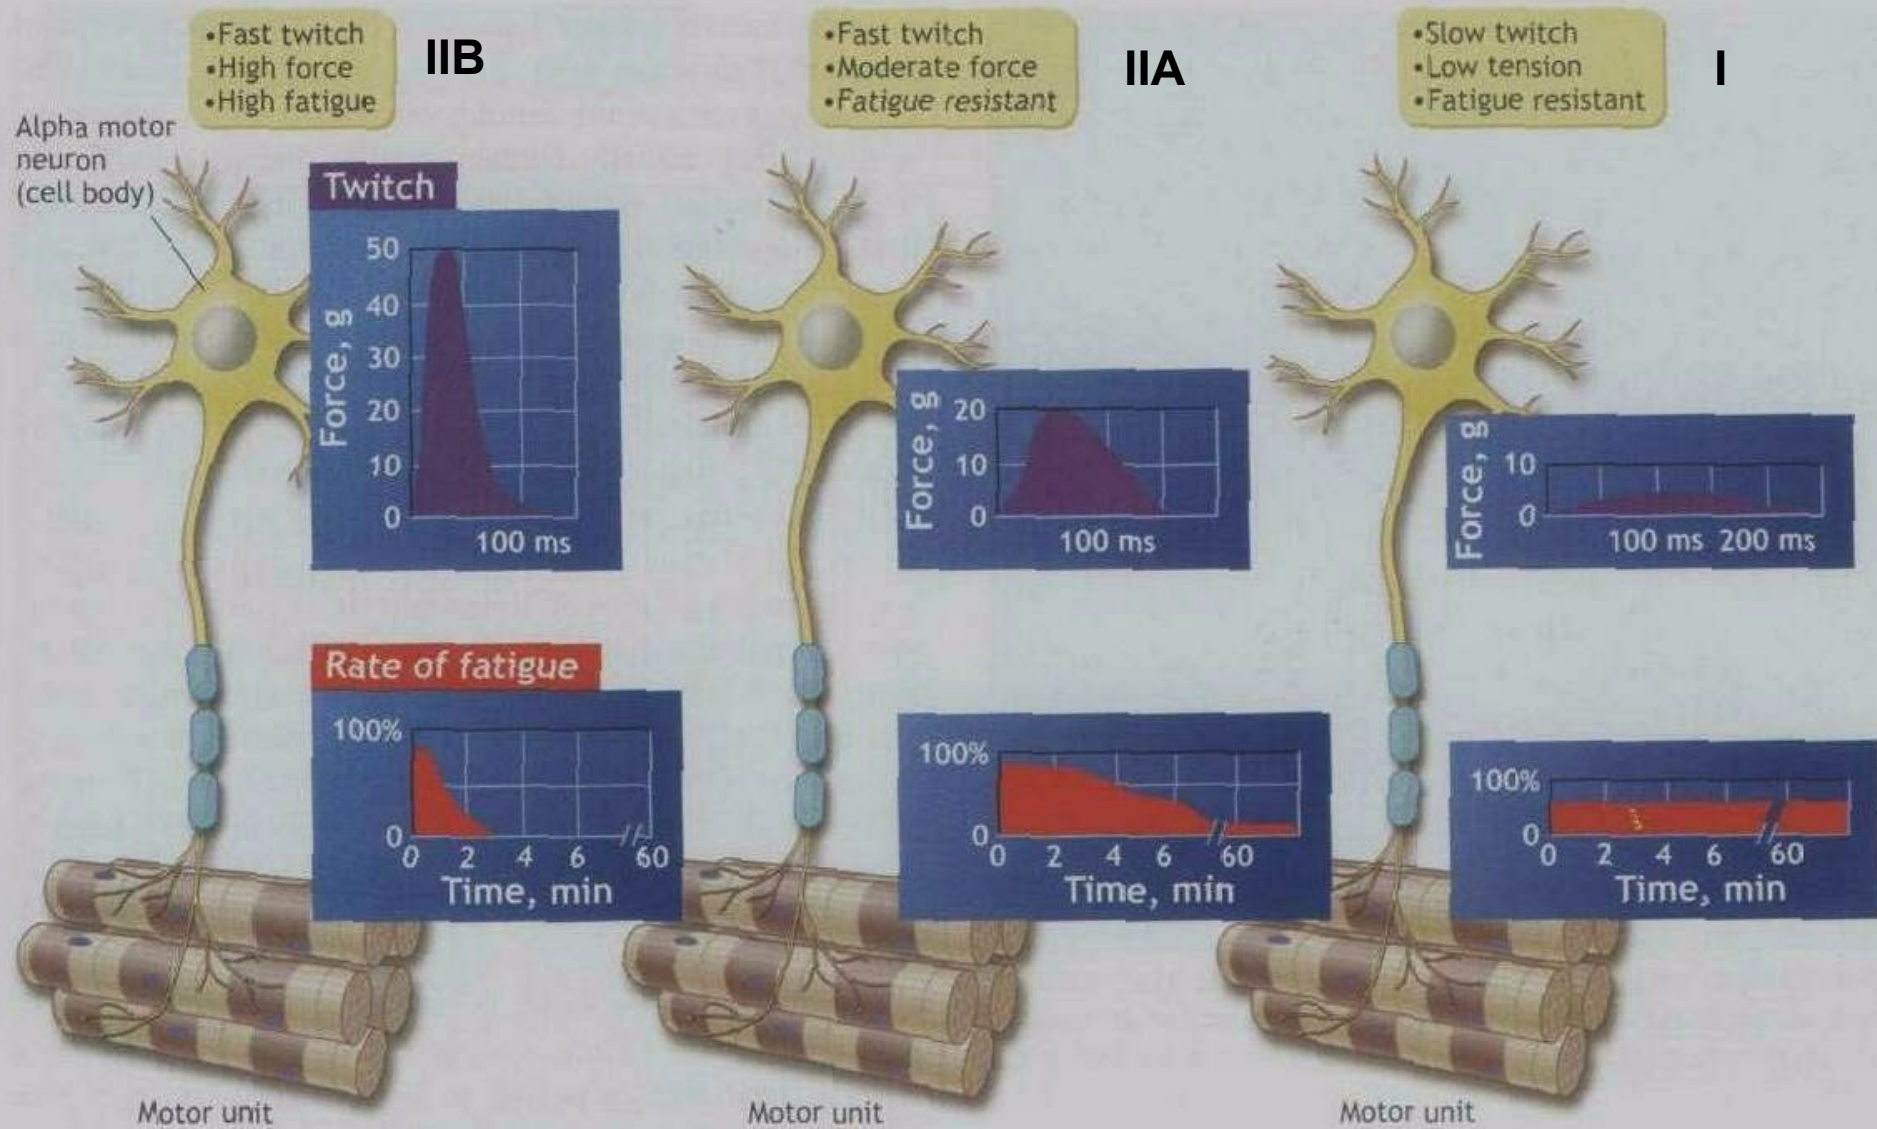 •Fast twitch
•High force
•High fatigue
IIB
•Fast twitch
•Moderate force
•Fatigue resistant
IIA
•Slow twitch
•Low tension
•Fatigue resistant
I
Alpha motor
neuron
(cell body)
Twitch
Force, g
50
40
30
20
10
0
100 ms
Force, g
20
10
0
100 ms
Force, g
10
0
100 ms 200 ms
Rate of fatigue
100%
0
0 2 4 6 60
Time, min
100%
0
0 2 4 6 60
Time, min
100%
0
0 2 4 6 60
Time, min
Motor unit
Motor unit
Motor unit